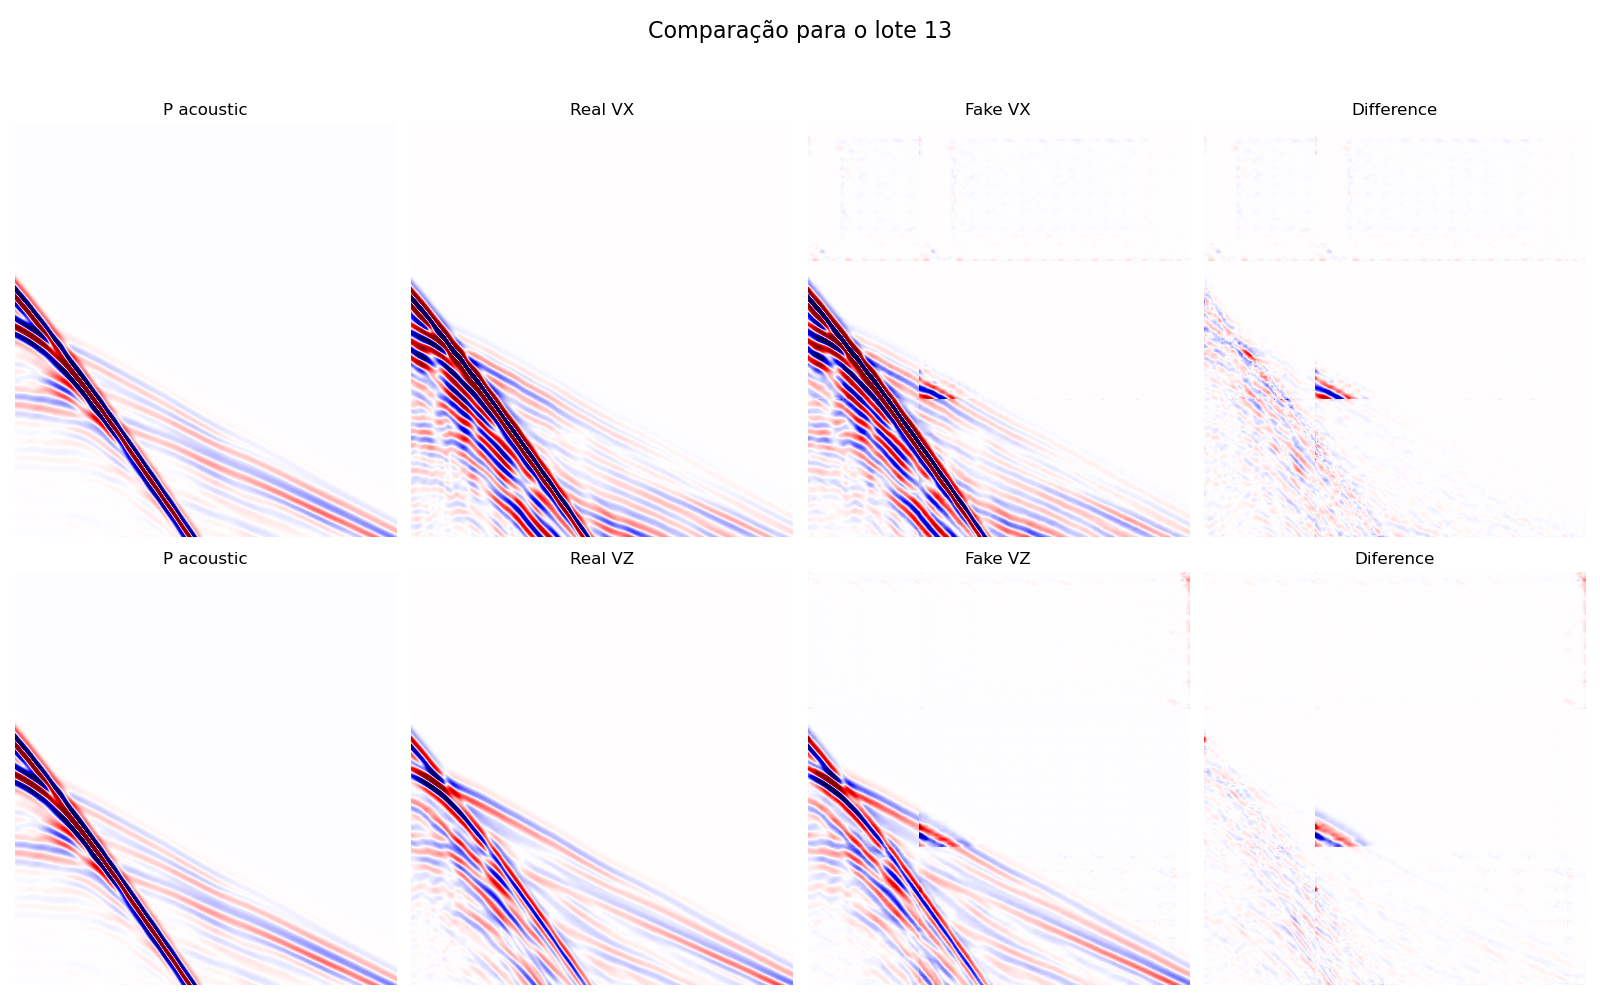 Comparação para o lote 13
P acoustic
Real VX
Fake VX
Difference
P acoustic
Real VZ
Fake VZ
Diference